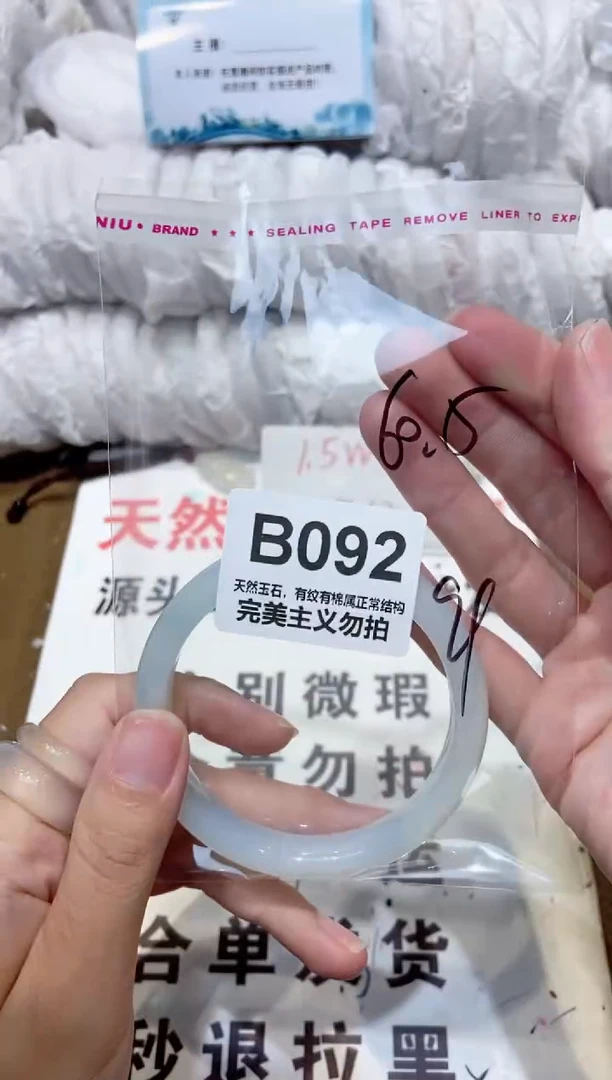 主播:
NIU• BRAND ★ ★ ★ SEALING TAPE REMOVE LINER TO EXP
60.5
1.5w
天然
B092
源头
天然玉石，有纹有棉属正常结构
完美主义勿拍
9
别微瑕
勿拍
合单发货
秒退拉黑